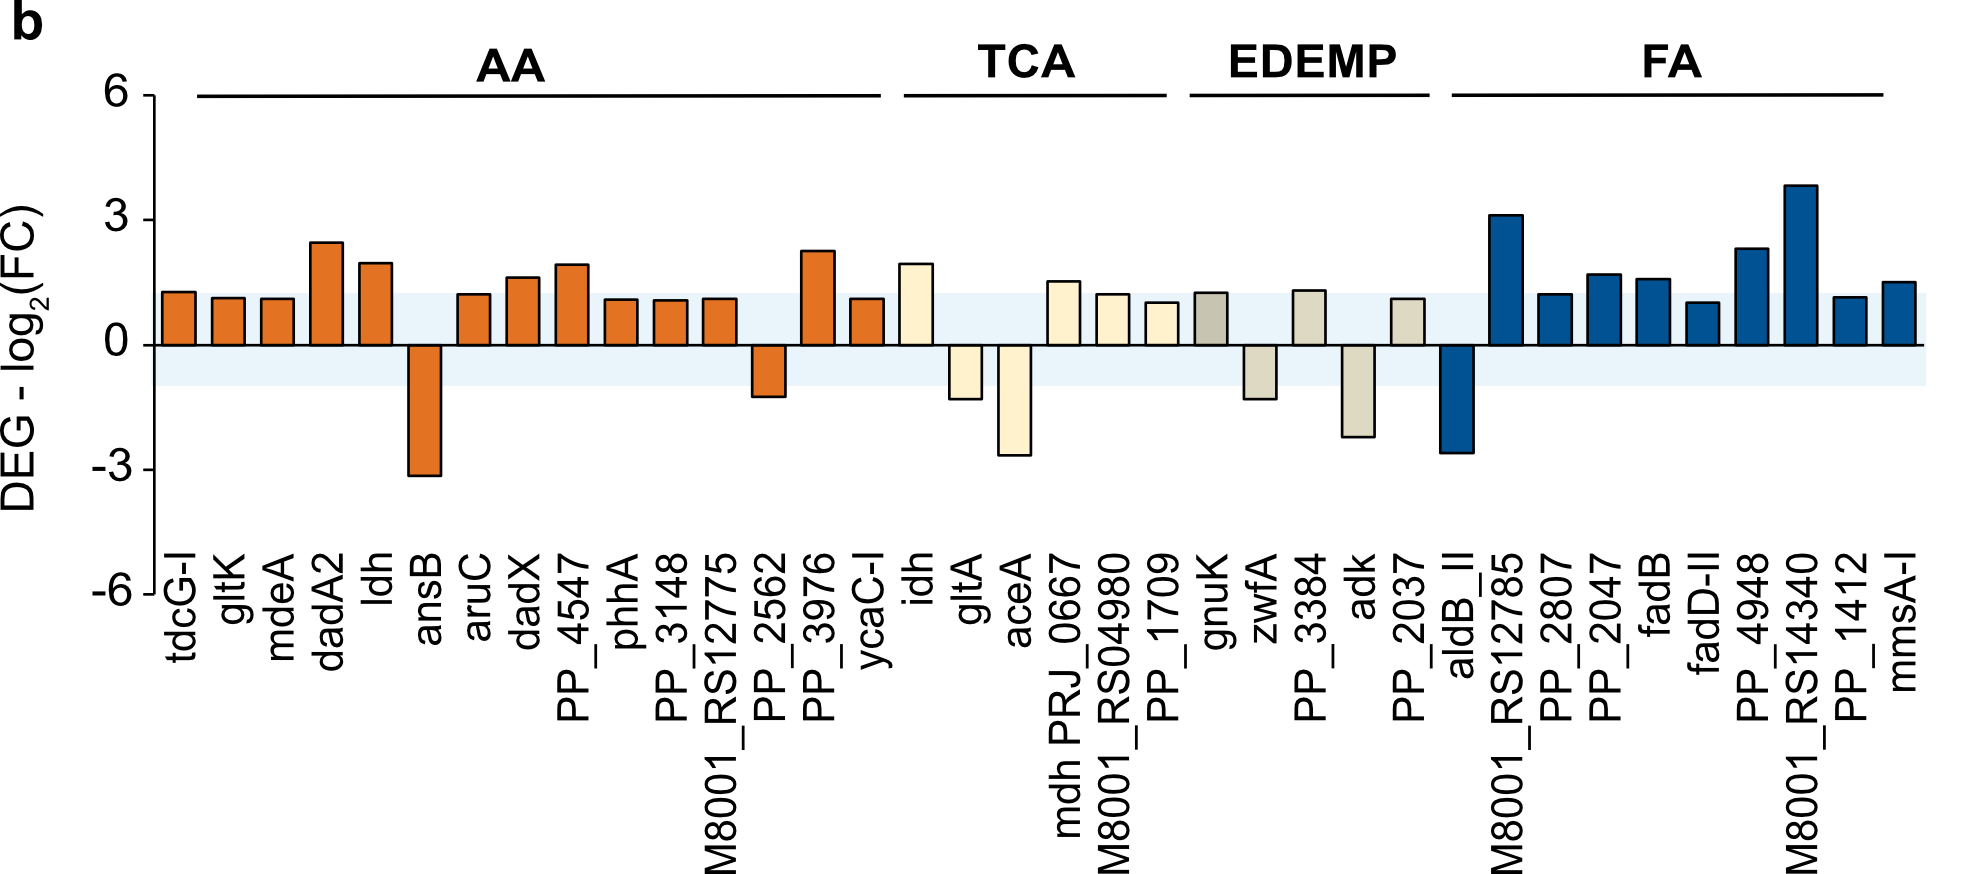 b
AA
TCA
EDEMP
FA
DEG - log2(FC)
6
3
0
-3
-6
tdcG-I
gltK
mdeA
dadA2
ldh
ansB
aruC
dadX
PP_4547
phhA
PP_3148
M8001_RS12775
PP_2562
PP_3976
ycaC-I
idh
gltA
aceA
mdh PRJ_0667
M8001_RS04980
PP_1709
gnuK
zwfA
PP_3384
adk
PP_2037
aldB_II
M8001_RS12785
PP_2807
PP_2047
fadB
fadD-II
PP_4948
M8001_RS14340
PP_1412
mmsA-I